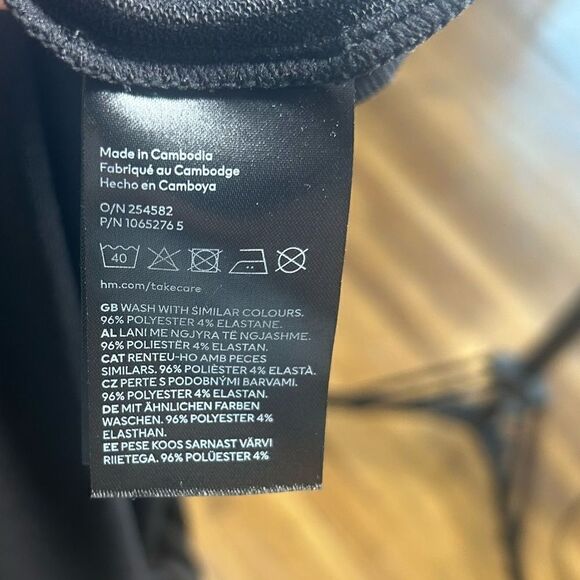 Made in Cambodia
Fabriqué au Cambodge
Hecho en Camboya
O/N 254582
P/N 1065276 5
40
hm.com/takecare
GB WASH WITH SIMILAR COLOURS.
96% POLYESTER 4% ELASTANE.
AL LANI ME NGJYRA TË NGJASHME.
96% POLIESTËR 4% ELASTAN.
CAT RENTEU-HO AMB PECES
SIMILARS. 96% POLIÈSTER 4% ELASTÀ.
CZ PERTE S PODOBNÝMI BARVAMI.
96% POLYESTER 4% ELASTAN.
DE MIT ÄHNLICHEN FARBEN
WASCHEN. 96% POLYESTER 4%
ELASTHAN.
EE PESE KOOS SARNAST VÄRVI
RIIETEGA. 96% POLÜESTER 4%